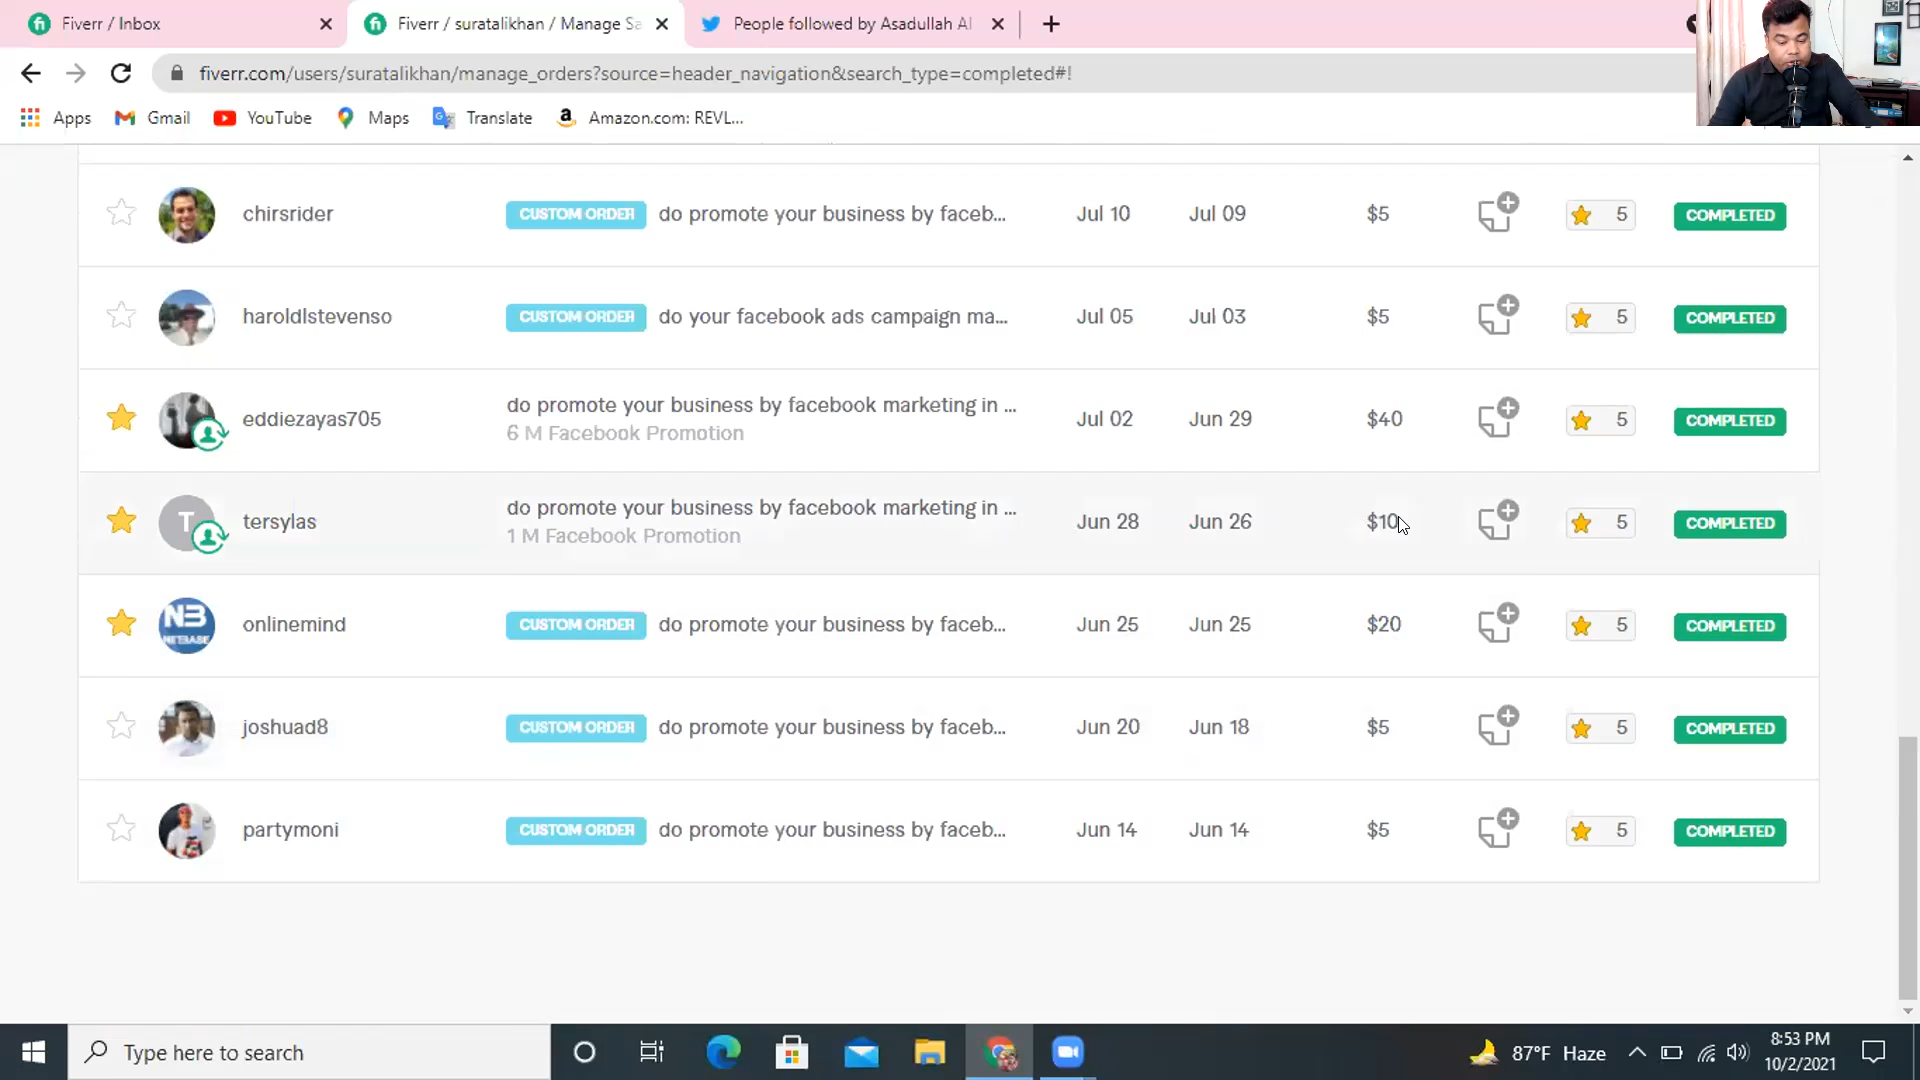 Fiverr / Inbox
Fiverr / suratalikhan / Manage Sa
People followed by Asadullah Al
fiverr.com/users/suratalikhan/manage_orders?source=header_navigation&search_type=completed#!
Apps Gmail YouTube Maps Translate Amazon.com: REVL...
chirsrider CUSTOM ORDER do promote your business by faceb... Jul 10 Jul 09 $5 5 COMPLETED
haroldlstevenso CUSTOM ORDER do your facebook ads campaign ma... Jul 05 Jul 03 $5 5 COMPLETED
eddiezayas705 do promote your business by facebook marketing in ... Jul 02 Jun 29 $40 5 COMPLETED
6 M Facebook Promotion
T tersylas do promote your business by facebook marketing in ... Jun 28 Jun 26 $10 5 COMPLETED
1 M Facebook Promotion
NB
NETBASE
onlinemind CUSTOM ORDER do promote your business by faceb... Jun 25 Jun 25 $20 5 COMPLETED
joshuad8 CUSTOM ORDER do promote your business by faceb... Jun 20 Jun 18 $5 5 COMPLETED
partymoni CUSTOM ORDER do promote your business by faceb... Jun 14 Jun 14 $5 5 COMPLETED
Type here to search
87°F Haze
8:53 PM
10/2/2021